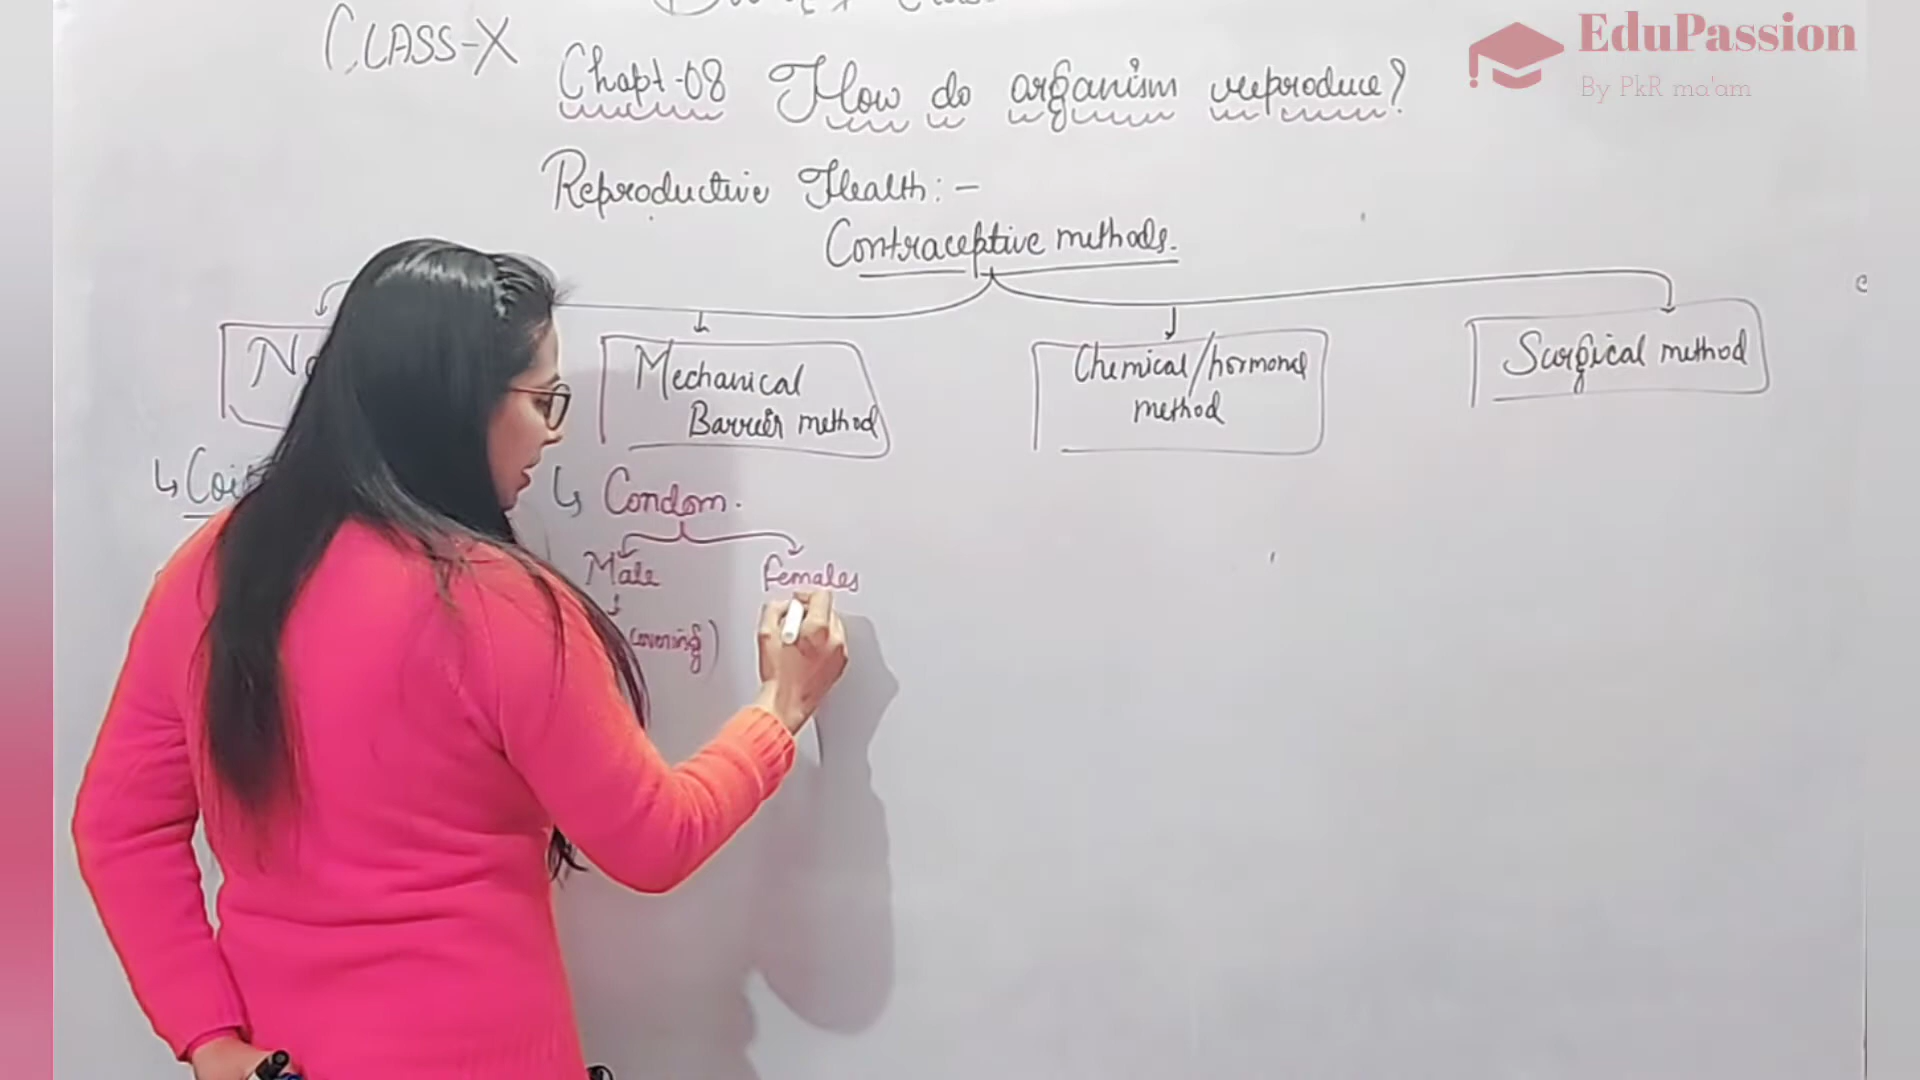 CLASS-X
Chapt-08 How do organism reproduce?
EduPassion
By PkR ma'am
Reproductive Health:-
Contraceptive methods.
Mechanical
Barrier method
Chemical/hormonal
method
Surgical method
↳ Condom.
Male Females
covering)